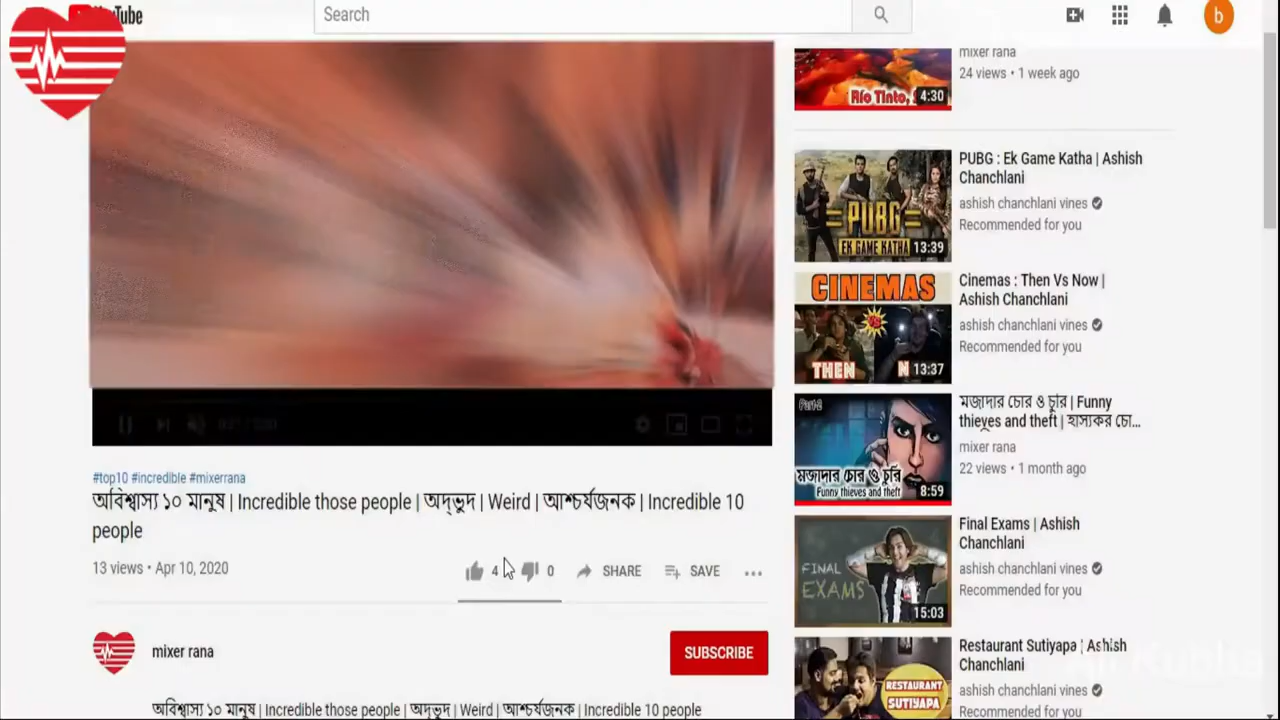 Search
b
mixer rana
24 views • 1 week ago
Río Tinto,
4:30
PUBG : Ek Game Katha | Ashish
Chanchlani
ashish chanchlani vines
Recommended for you
PUBG
EK GAME KATHA
13:39
Cinemas : Then Vs Now |
Ashish Chanchlani
ashish chanchlani vines
Recommended for you
CINEMAS
VS
THEN
N
13:37
মজাদার চোর ও চুরি | Funny
thieves and theft | হাস্যকর চো...
mixer rana
22 views • 1 month ago
Part-2
মজাদার চোর ও চুরি
Funny thieves and theft
8:59
#top10 #incredible #mixerrana
অবিশ্বাস্য ১০ মানুষ | Incredible those people | অদ্ভুদ | Weird | আশ্চর্যজনক | Incredible 10
people
13 views • Apr 10, 2020
4
0
SHARE
SAVE
Final Exams | Ashish
Chanchlani
ashish chanchlani vines
Recommended for you
FINAL
EXAMS
15:03
mixer rana
SUBSCRIBE
অবিশ্বাস্য ১০ মানুষ | Incredible those people | অদ্ভুদ | Weird | আশ্চর্যজনক | Incredible 10 people
Restaurant Sutiyapa | Ashish
Chanchlani
ashish chanchlani vines
Recommended for you
RESTAURANT
SUTIYAPA